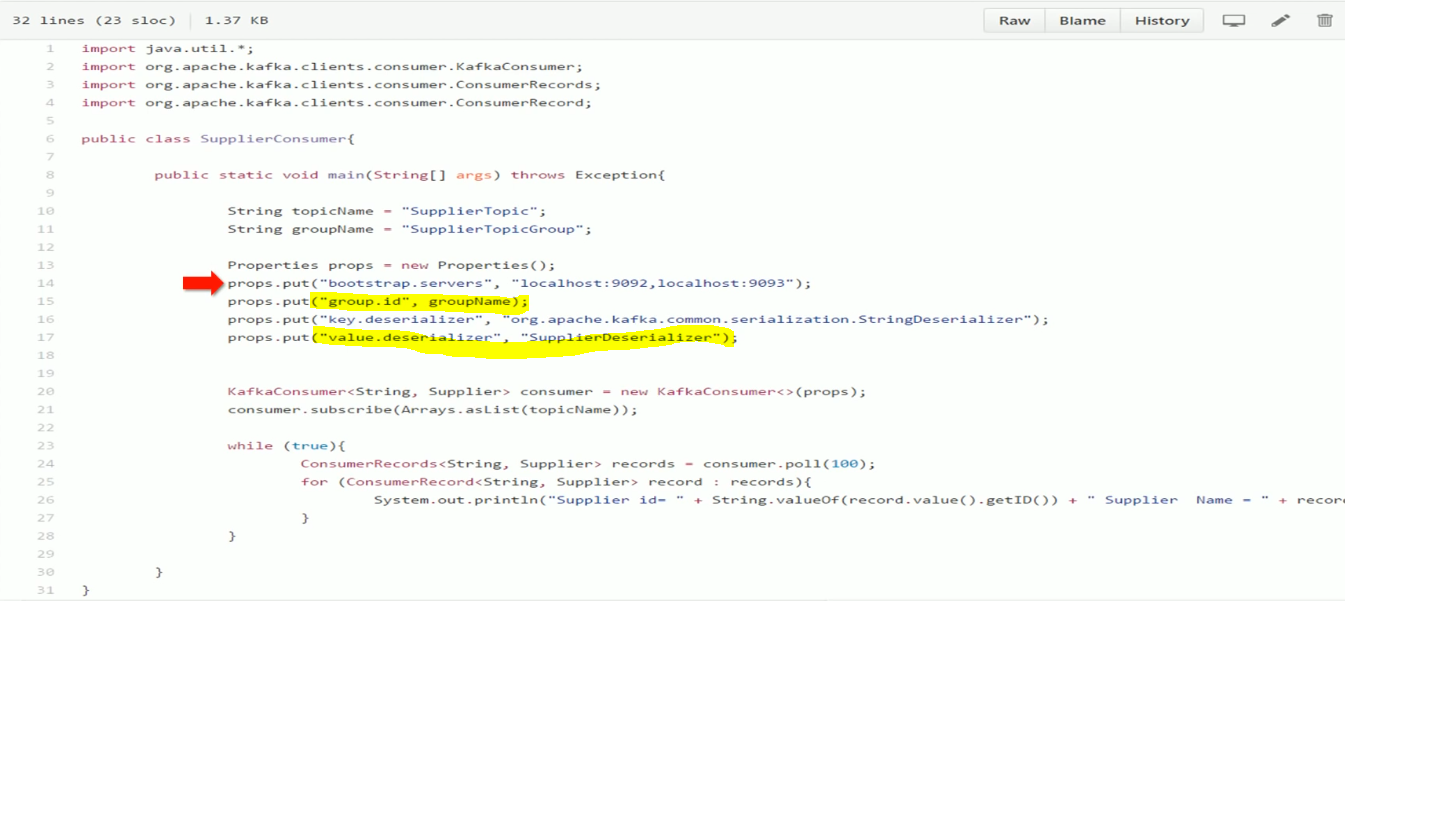 32 lines (23 sloc) 1.37 KB Raw Blame History
1 import java.util.*;
2 import org.apache.kafka.clients.consumer.KafkaConsumer;
3 import org.apache.kafka.clients.consumer.ConsumerRecords;
4 import org.apache.kafka.clients.consumer.ConsumerRecord;
5
6 public class SupplierConsumer{
7
8 public static void main(String[] args) throws Exception{
9
10 String topicName = "SupplierTopic";
11 String groupName = "SupplierTopicGroup";
12
13 Properties props = new Properties();
14 props.put("bootstrap.servers", "localhost:9092,localhost:9093");
15 props.put("group.id", groupName);
16 props.put("key.deserializer", "org.apache.kafka.common.serialization.StringDeserializer");
17 props.put("value.deserializer", "SupplierDeserializer");
18
19
20 KafkaConsumer<String, Supplier> consumer = new KafkaConsumer<>(props);
21 consumer.subscribe(Arrays.asList(topicName));
22
23 while (true){
24 ConsumerRecords<String, Supplier> records = consumer.poll(100);
25 for (ConsumerRecord<String, Supplier> record : records){
26 System.out.println("Supplier id= " + String.valueOf(record.value().getID()) + " Supplier  Name = " + recor
27 }
28 }
29
30 }
31 }